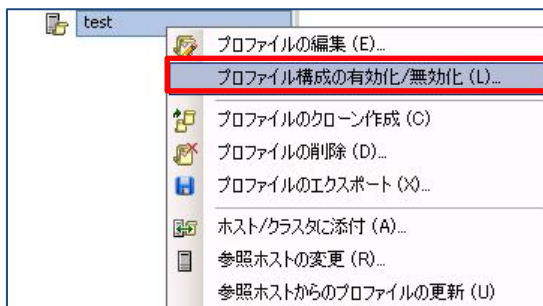 test
プロファイルの編集 (E)...
プロファイル構成の有効化/無効化 (L)...
プロファイルのクローン作成 (C)
プロファイルの削除 (D)...
プロファイルのエクスポート (X)...
ホスト/クラスタに添付 (A)...
参照ホストの変更 (R)...
参照ホストからのプロファイルの更新 (U)